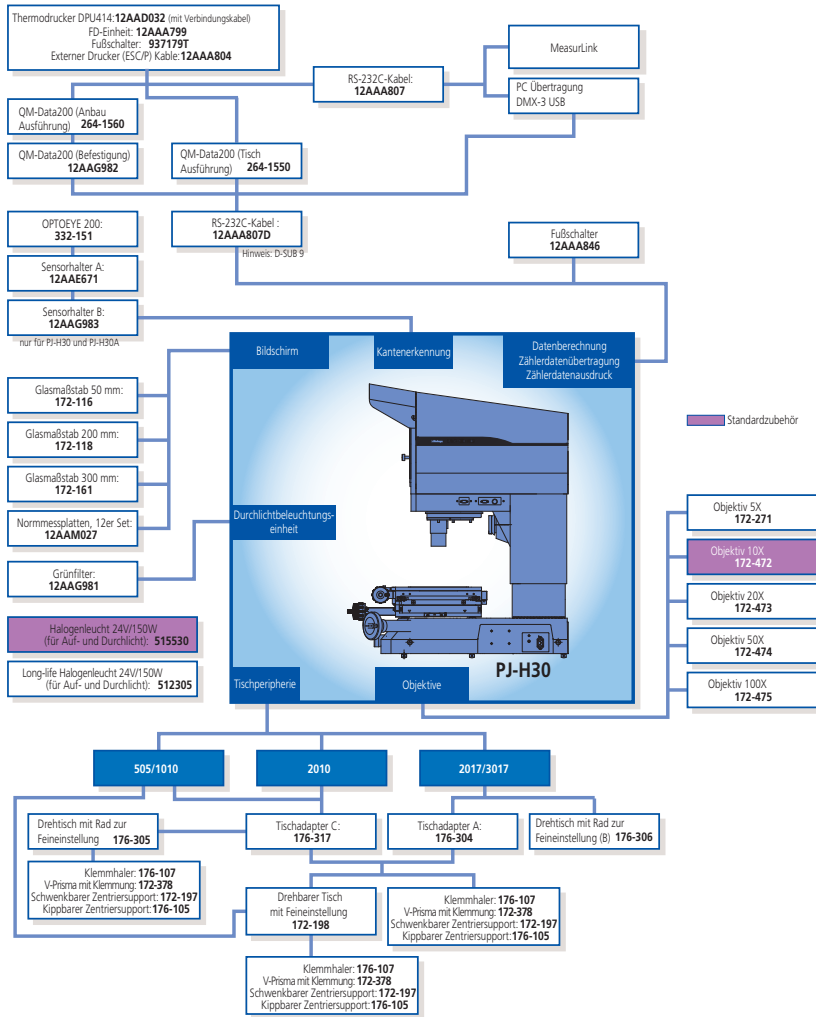 Thermodrucker DPU414:12AAD032 (mit Verbindungskabel)
FD-Einheit: 12AAA799
Fußschalter: 937179T
Externer Drucker (ESC/P) Kable:12AAA804
MeasurLink
RS-232C-Kabel:
12AAA807
PC Übertragung
DMX-3 USB
QM-Data200 (Anbau
Ausführung) 264-1560
QM-Data200 (Befestigung)
12AAG982
QM-Data200 (Tisch
Ausführung) 264-1550
OPTOEYE 200:
332-151
RS-232C-Kabel :
12AAA807D
Hinweis: D-SUB 9
Fußschalter
12AAA846
Sensorhalter A:
12AAE671
Sensorhalter B:
12AAG983
nur für PJ-H30 und PJ-H30A
Bildschirm
Kantenerkennung
Datenberechnung
Zählerdatenübertragung
Zählerdatenausdruck
Glasmaßstab 50 mm:
172-116
Glasmaßstab 200 mm:
172-118
Glasmaßstab 300 mm:
172-161
Normmessplatten, 12er Set:
12AAM027
Grünfilter:
12AAG981
Halogenleucht 24V/150W
(für Auf- und Durchlicht): 515530
Long-life Halogenleucht 24V/150W
(für Auf- und Durchlicht): 512305
Durchlichtbeleuchtungs-
einheit
Standardzubehör
Objektiv 5X
172-271
Objektiv 10X
172-472
Objektiv 20X
172-473
Objektiv 50X
172-474
Objektiv 100X
172-475
PJ-H30
Tischperipherie
Objektive
505/1010
2010
2017/3017
Drehtisch mit Rad zur
Feineinstellung 176-305
Tischadapter C:
176-317
Tischadapter A:
176-304
Drehtisch mit Rad zur
Feineinstellung (B) 176-306
Klemmhaler: 176-107
V-Prisma mit Klemmung: 172-378
Schwenkbarer Zentriersupport:172-197
Kippbarer Zentriersupport:176-105
Drehbarer Tisch
mit Feineinstellung
172-198
Klemmhaler: 176-107
V-Prisma mit Klemmung: 172-378
Schwenkbarer Zentriersupport: 172-197
Kippbarer Zentriersupport: 176-105
Klemmhaler: 176-107
V-Prisma mit Klemmung: 172-378
Schwenkbarer Zentriersupport: 172-197
Kippbarer Zentriersupport: 176-105